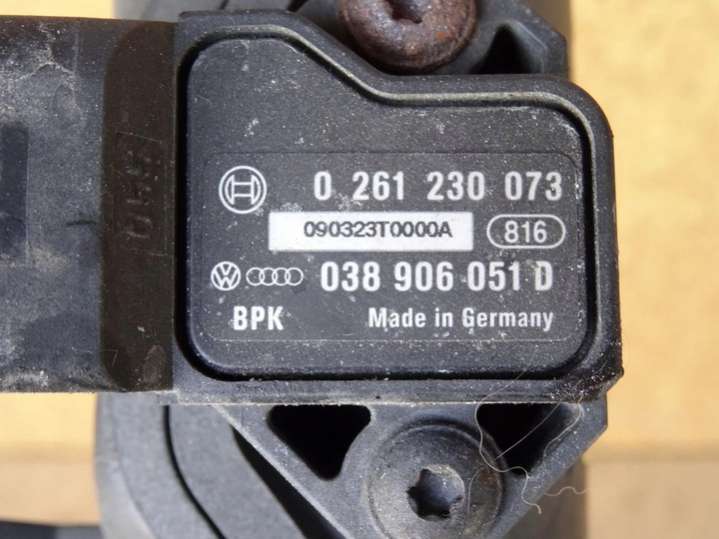 0 261 230 073
090323T0000A 816
038 906 051 D
BPK Made in Germany